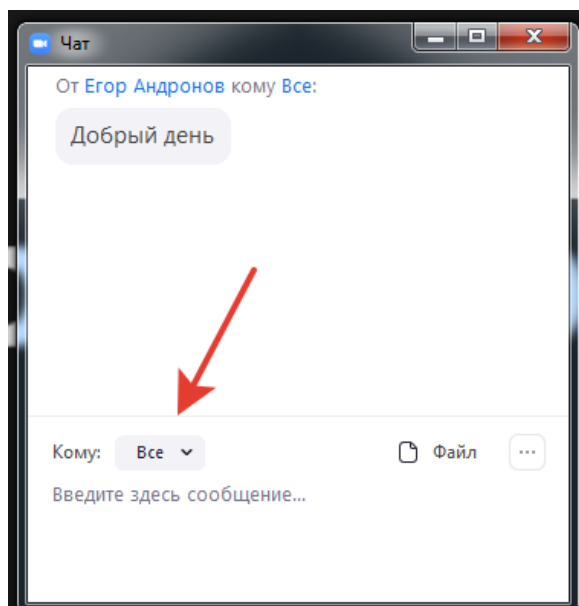 Чат
От Егор Андронов кому Все:
Добрый день
Кому: Все Файл ...
Введите здесь сообщение...